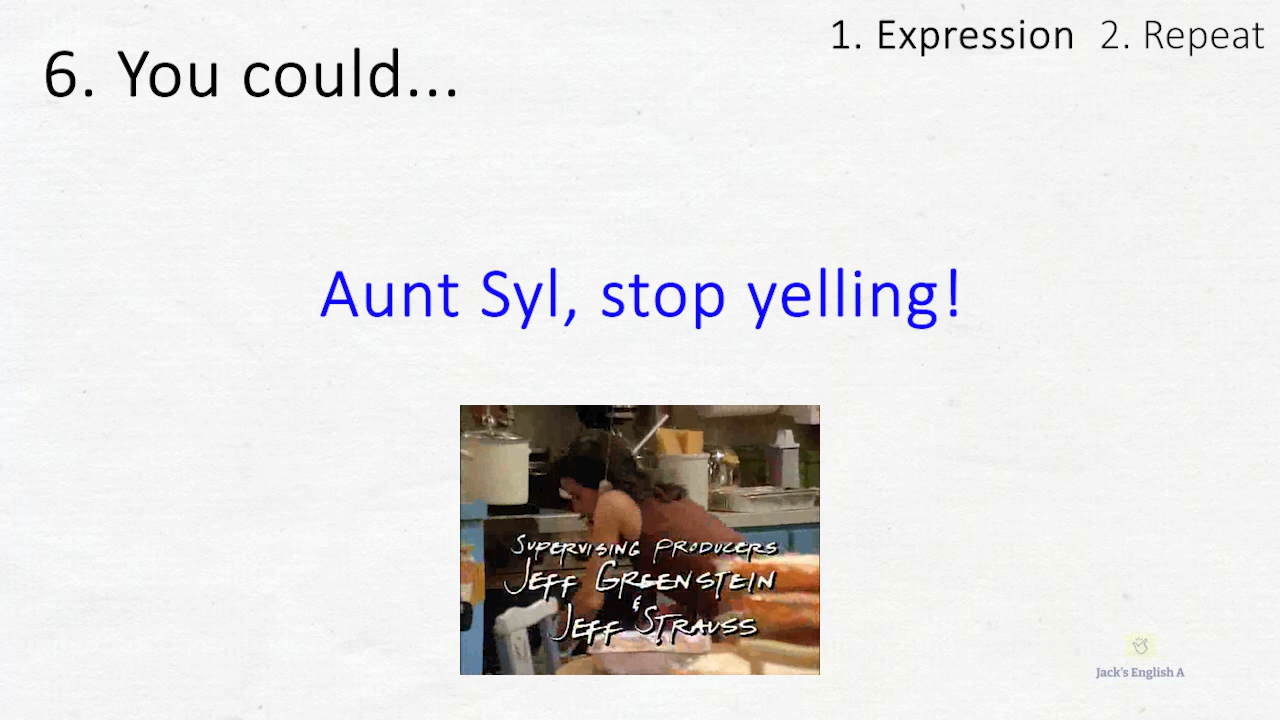 1. Expression 2. Repeat
6. You could...
Aunt Syl, stop yelling!
SUPERVISING PRODUCERS
JEFF GREENSTEIN
&
JEFF STRAUSS
Jack's English A